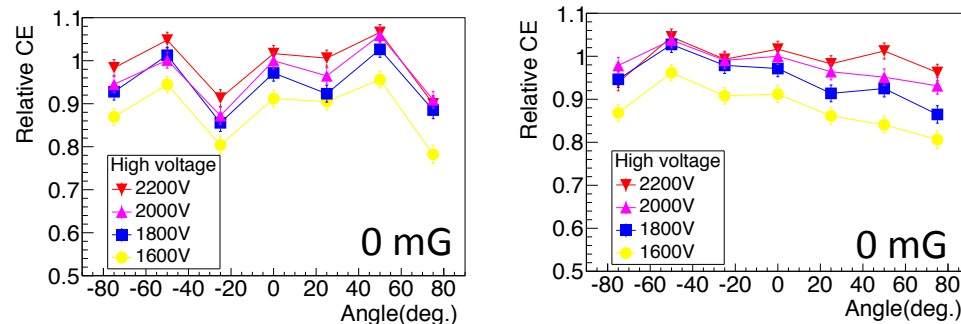 Relative CE
1.1
1
0.9
0.8
0.7
0.6
0.5
High voltage
2200V
2000V
1800V
1600V
0 mG
-80 -60 -40 -20 0 20 40 60 80
Angle(deg.)
Relative CE
1.1
1
0.9
0.8
0.7
0.6
0.5
High voltage
2200V
2000V
1800V
1600V
0 mG
-80 -60 -40 -20 0 20 40 60 80
Angle(deg.)